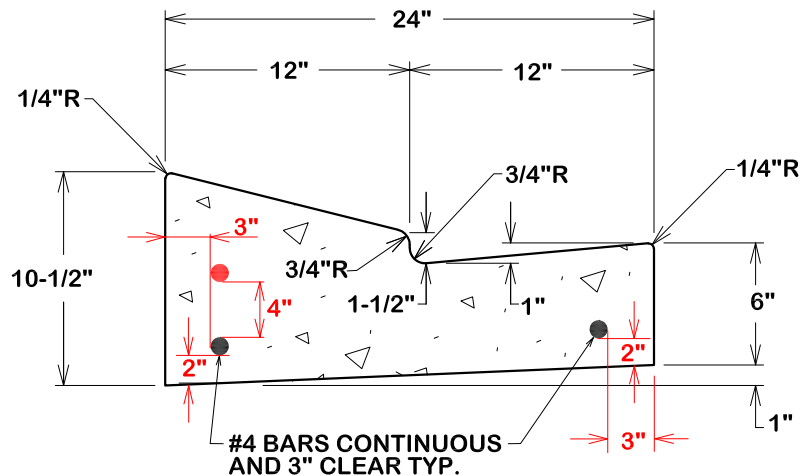 24"
12"
12"
1/4"R
3/4"R
1/4"R
3"
3/4"R
10-1/2"
4"
1-1/2"
1"
6"
2"
2"
1"
3"
#4 BARS CONTINUOUS
AND 3" CLEAR TYP.